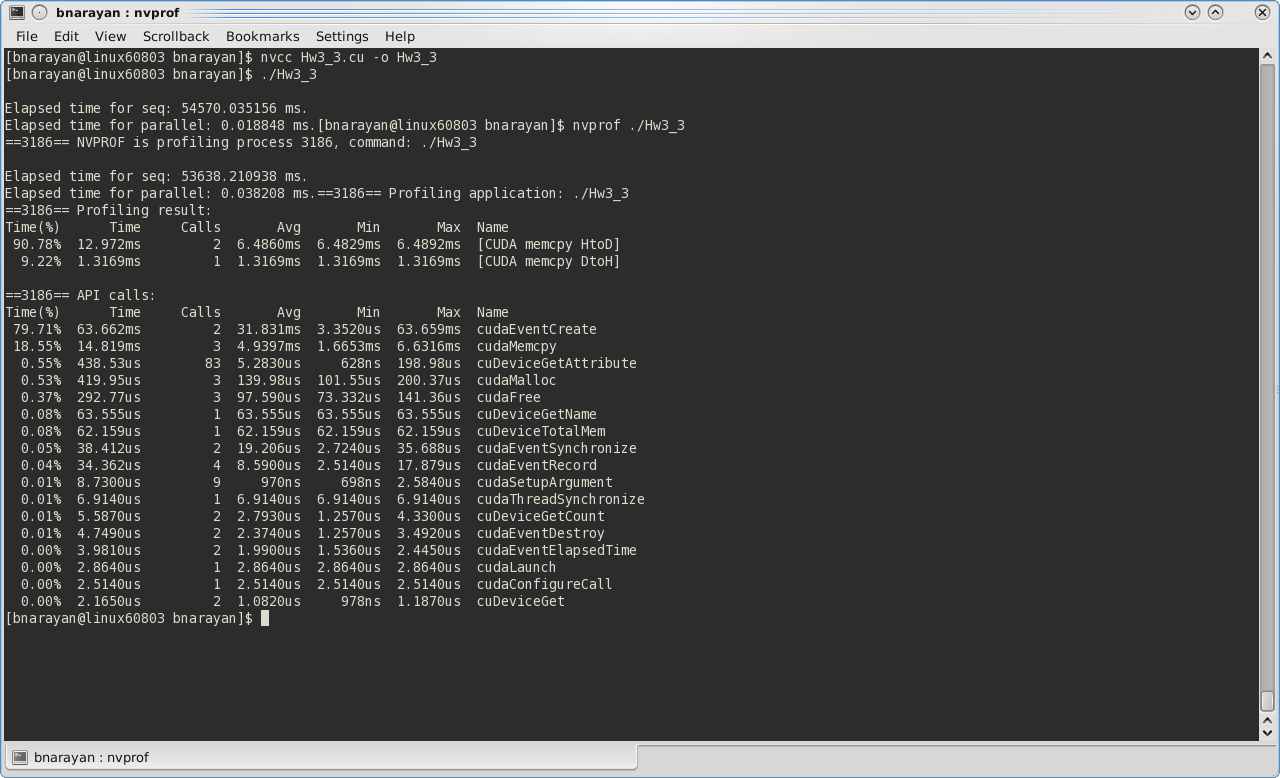 bnarayan : nvprof
File Edit View Scrollback Bookmarks Settings Help
[bnarayan@linux60803 bnarayan]$ nvcc Hw3_3.cu -o Hw3_3
[bnarayan@linux60803 bnarayan]$ ./Hw3_3
Elapsed time for seq: 54570.035156 ms.
Elapsed time for parallel: 0.018848 ms.[bnarayan@linux60803 bnarayan]$ nvprof ./Hw3_3
==3186== NVPROF is profiling process 3186, command: ./Hw3_3
Elapsed time for seq: 53638.210938 ms.
Elapsed time for parallel: 0.038208 ms.==3186== Profiling application: ./Hw3_3
==3186== Profiling result:
Time(%) Time Calls Avg Min Max Name
90.78% 12.972ms 2 6.4860ms 6.4829ms 6.4892ms [CUDA memcpy HtoD]
9.22% 1.3169ms 1 1.3169ms 1.3169ms 1.3169ms [CUDA memcpy DtoH]
==3186== API calls:
Time(%) Time Calls Avg Min Max Name
79.71% 63.662ms 2 31.831ms 3.3520us 63.659ms cudaEventCreate
18.55% 14.819ms 3 4.9397ms 1.6653ms 6.6316ms cudaMemcpy
0.55% 438.53us 83 5.2830us 628ns 198.98us cuDeviceGetAttribute
0.53% 419.95us 3 139.98us 101.55us 200.37us cudaMalloc
0.37% 292.77us 3 97.590us 73.332us 141.36us cudaFree
0.08% 63.555us 1 63.555us 63.555us 63.555us cuDeviceGetName
0.08% 62.159us 1 62.159us 62.159us 62.159us cuDeviceTotalMem
0.05% 38.412us 2 19.206us 2.7240us 35.688us cudaEventSynchronize
0.04% 34.362us 4 8.5900us 2.5140us 17.879us cudaEventRecord
0.01% 8.7300us 9 970ns 698ns 2.5840us cudaSetupArgument
0.01% 6.9140us 1 6.9140us 6.9140us 6.9140us cudaThreadSynchronize
0.01% 5.5870us 2 2.7930us 1.2570us 4.3300us cuDeviceGetCount
0.01% 4.7490us 2 2.3740us 1.2570us 3.4920us cudaEventDestroy
0.00% 3.9810us 2 1.9900us 1.5360us 2.4450us cudaEventElapsedTime
0.00% 2.8640us 1 2.8640us 2.8640us 2.8640us cudaLaunch
0.00% 2.5140us 1 2.5140us 2.5140us 2.5140us cudaConfigureCall
0.00% 2.1650us 2 1.0820us 978ns 1.1870us cuDeviceGet
[bnarayan@linux60803 bnarayan]$
bnarayan : nvprof